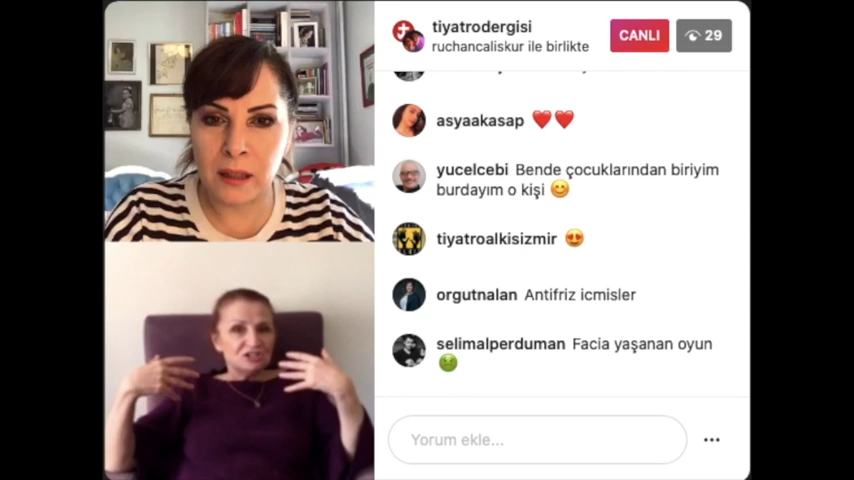 tiyatrodergisi
ruchancaliskur ile birlikte
CANLI
29
asyaakasap ❤️❤️
yucelcebi Bende çocuklarından biriyim
burdayım o kişi 😊
tiyatroalkisizmir 😍
orgutnalan Antifriz icmisler
selimalperduman Facia yaşanan oyun
🤢
Yorum ekle...